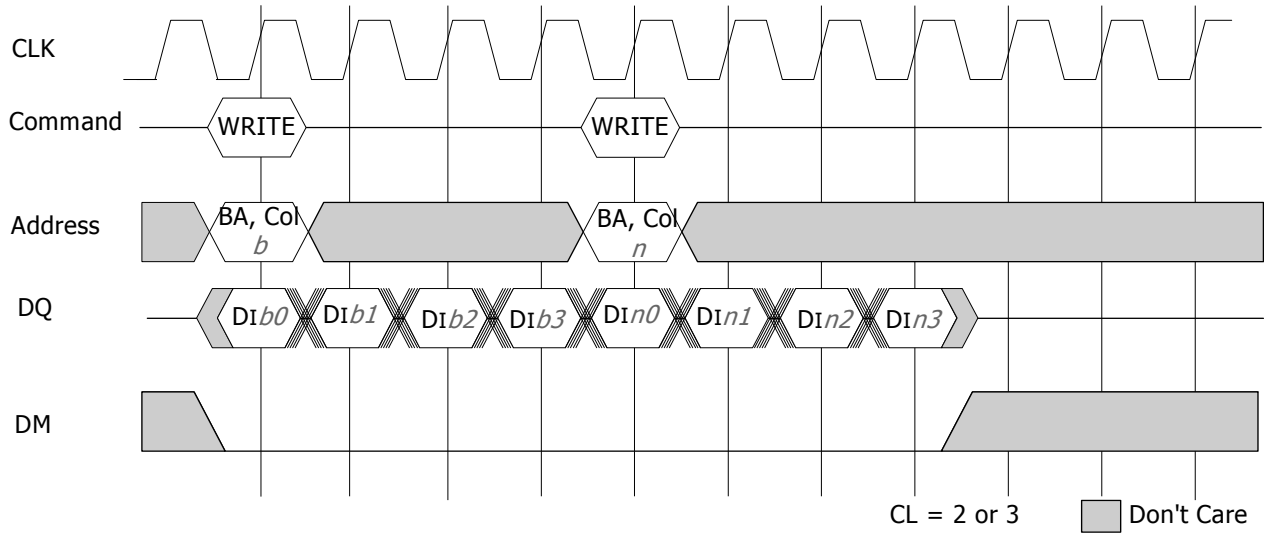 CLK
Command WRITE WRITE
Address BA, Col BA, Col
b n
DQ DIb0 DIb1 DIb2 DIb3 DIn0 DIn1 DIn2 DIn3
DM
CL = 2 or 3 Don't Care